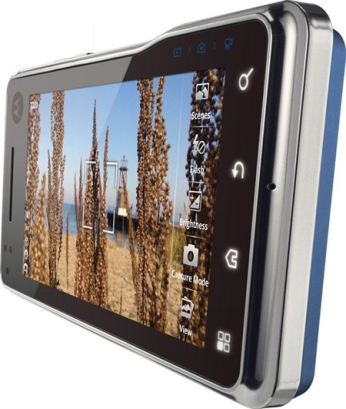 Scenes
Flash
Brightness
Capture Mode
View